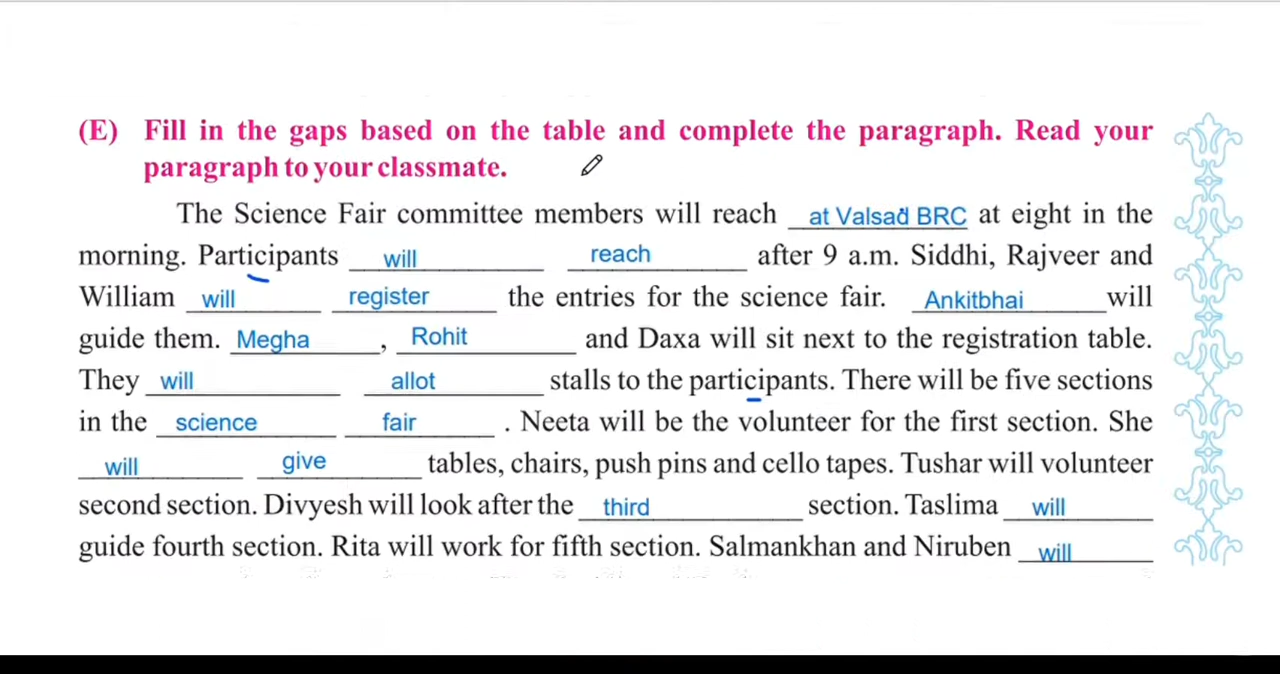 (E) Fill in the gaps based on the table and complete the paragraph. Read your
paragraph to your classmate.
The Science Fair committee members will reach at Valsad BRC at eight in the
morning. Participants will reach after 9 a.m. Siddhi, Rajveer and
William will register the entries for the science fair. Ankitbhai will
guide them. Megha, Rohit and Daxa will sit next to the registration table.
They will allot stalls to the participants. There will be five sections
in the science fair. Neeta will be the volunteer for the first section. She
will give tables, chairs, push pins and cello tapes. Tushar will volunteer
second section. Divyesh will look after the third section. Taslima will
guide fourth section. Rita will work for fifth section. Salmankhan and Niruben will